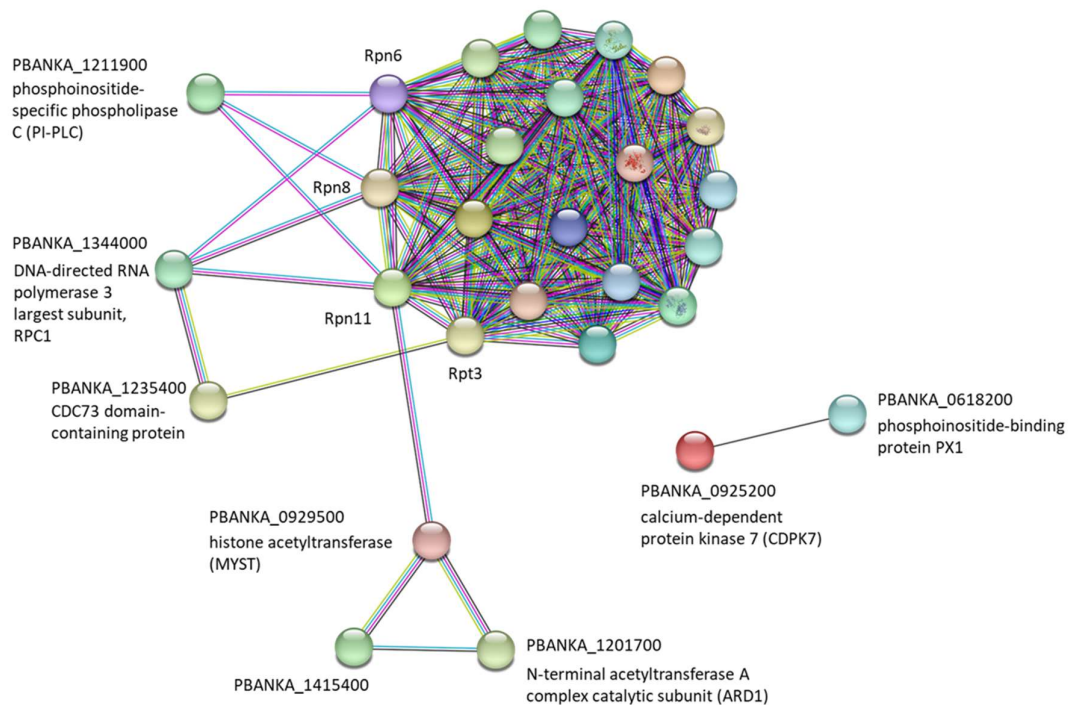 PBANKA_1211900
phosphoinositide-
specific phospholipase
C (PI-PLC)
Rpn6
Rpn8
PBANKA_1344000
DNA-directed RNA
polymerase 3
largest subunit,
RPC1
Rpn11
Rpt3
PBANKA_1235400
CDC73 domain-
containing protein
PBANKA_0618200
phosphoinositide-binding
protein PX1
PBANKA_0925200
calcium-dependent
protein kinase 7 (CDPK7)
PBANKA_0929500
histone acetyltransferase
(MYST)
PBANKA_1415400
PBANKA_1201700
N-terminal acetyltransferase A
complex catalytic subunit (ARD1)